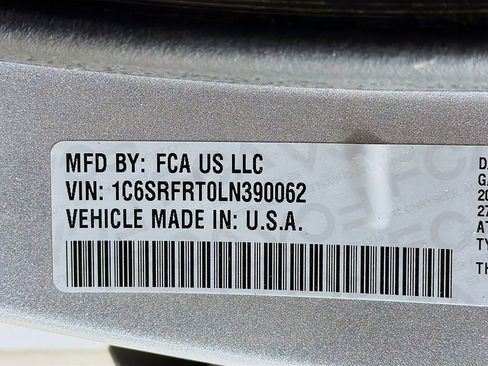 MFD BY: FCA US LLC
VIN: 1C6SRFRT0LN390062
VEHICLE MADE IN: U.S.A.